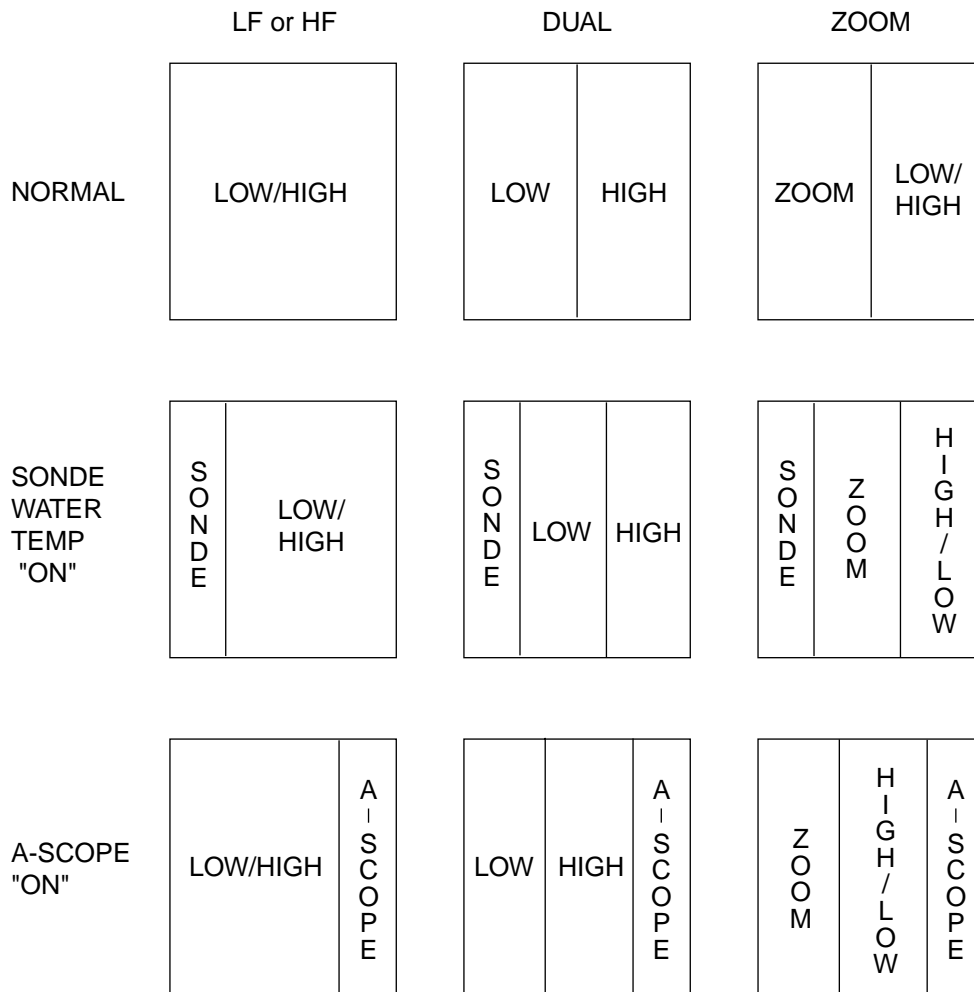 LF or HF
DUAL
ZOOM
NORMAL
LOW/HIGH
LOW
HIGH
ZOOM
LOW/
HIGH
SONDE
WATER
TEMP
"ON"
SONDE
LOW/
HIGH
SONDE
LOW
HIGH
SONDE
ZOOM
HIGH/LOW
A-SCOPE
"ON"
LOW/HIGH
A-SCOPE
LOW
HIGH
A-SCOPE
ZOOM
HIGH/LOW
A-SCOPE